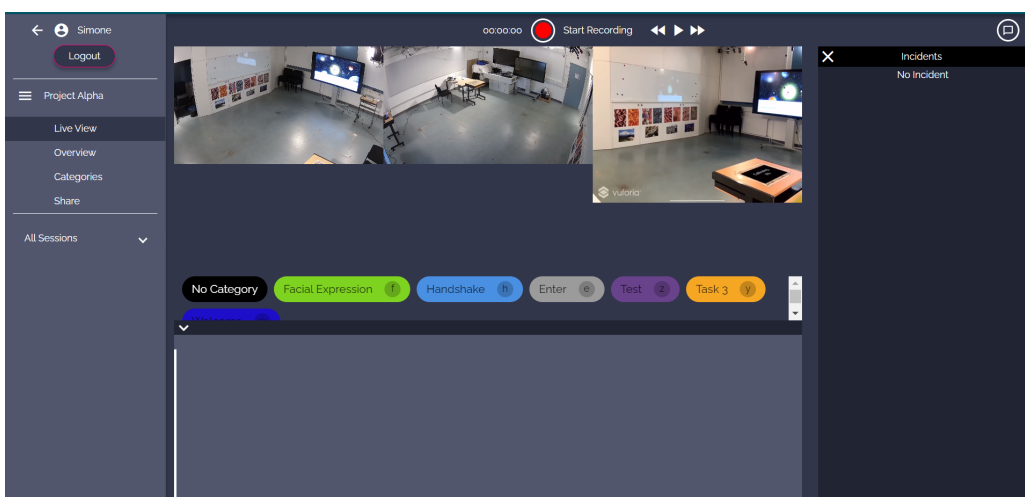 Simone
Logout
Project Alpha
Live View
Overview
Categories
Share
All Sessions
00:00:00 Start Recording
vuforia
No Category Facial Expression f Handshake h Enter e Test z Task 3 y
Incidents
No Incident